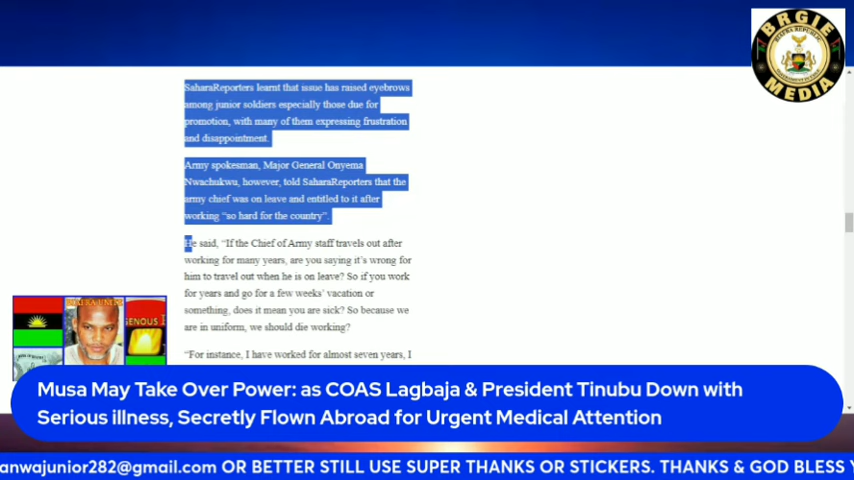 BRGIE
MEDIA
SaharaReporters learnt that issue has raised eyebrows
among junior soldiers especially those due for
promotion, with many of them expressing frustration
and disappointment.
Army spokesman, Major General Onyema
Nwachukwu, however, told SaharaReporters that the
army chief was on leave and entitled to it after
working “so hard for the country”.
He said, “If the Chief of Army staff travels out after
working for many years, are you saying it’s wrong for
him to travel out when he is on leave? So if you work
for years and go for a few weeks’ vacation or
something, does it mean you are sick? So because we
are in uniform, we should die working?
“For instance, I have worked for almost seven years, I
Musa May Take Over Power: as COAS Lagbaja & President Tinubu Down with
Serious illness, Secretly Flown Abroad for Urgent Medical Attention
anwajunior282@gmail.com OR BETTER STILL USE SUPER THANKS OR STICKERS. THANKS & GOD BLESS